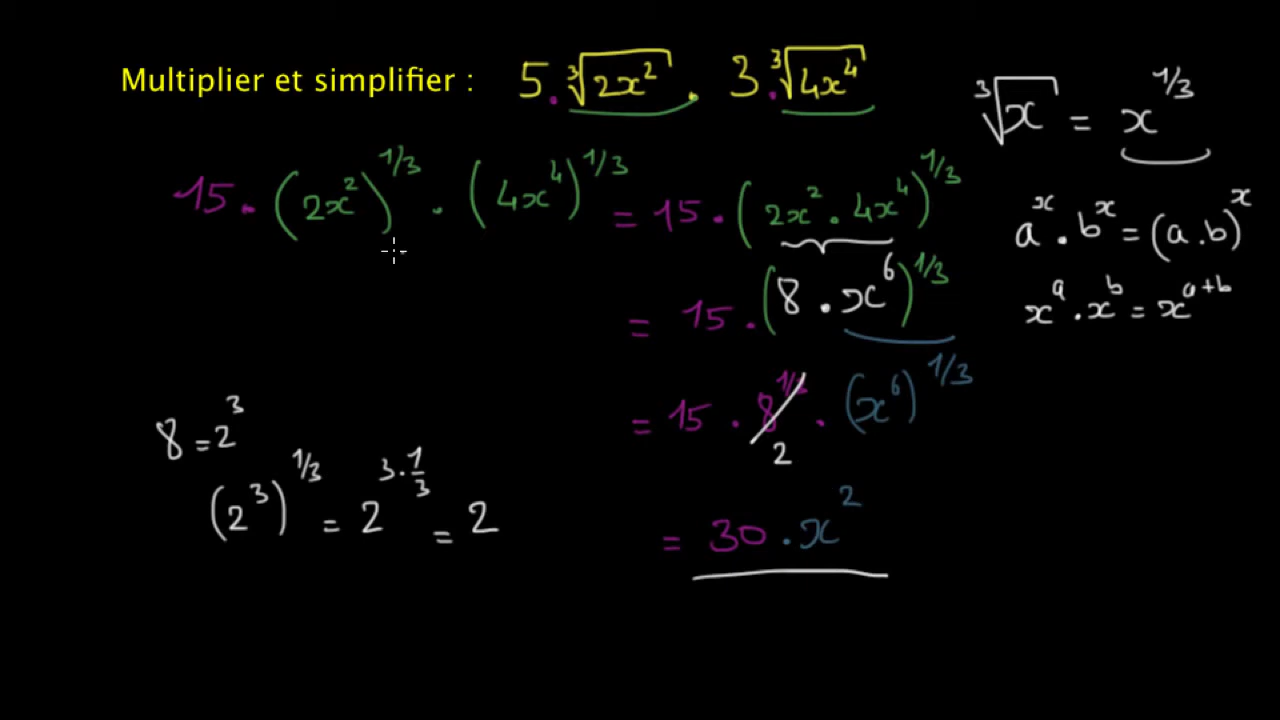 Multiplier et simplifier : 5 . ∛(2x²) . 3 . ∛(4x⁴)
∛x = x^(1/3)
15 . (2x²)^(1/3) . (4x⁴)^(1/3) = 15 . (2x² . 4x⁴)^(1/3)
a^x . b^x = (a.b)^x
= 15 . (8 . x⁶)^(1/3)
x^a . x^b = x^(a+b)
= 15 . 8^(1/3) . (x⁶)^(1/3)
2
8 = 2³
(2³)^(1/3) = 2^(3 . 1/3) = 2
= 30 . x²